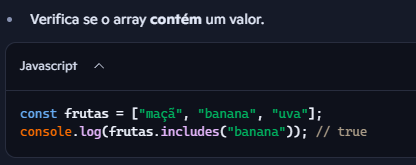 • Verifica se o array contém um valor.
Javascript
const frutas = ["maçã", "banana", "uva"];
console.log(frutas.includes("banana")); // true